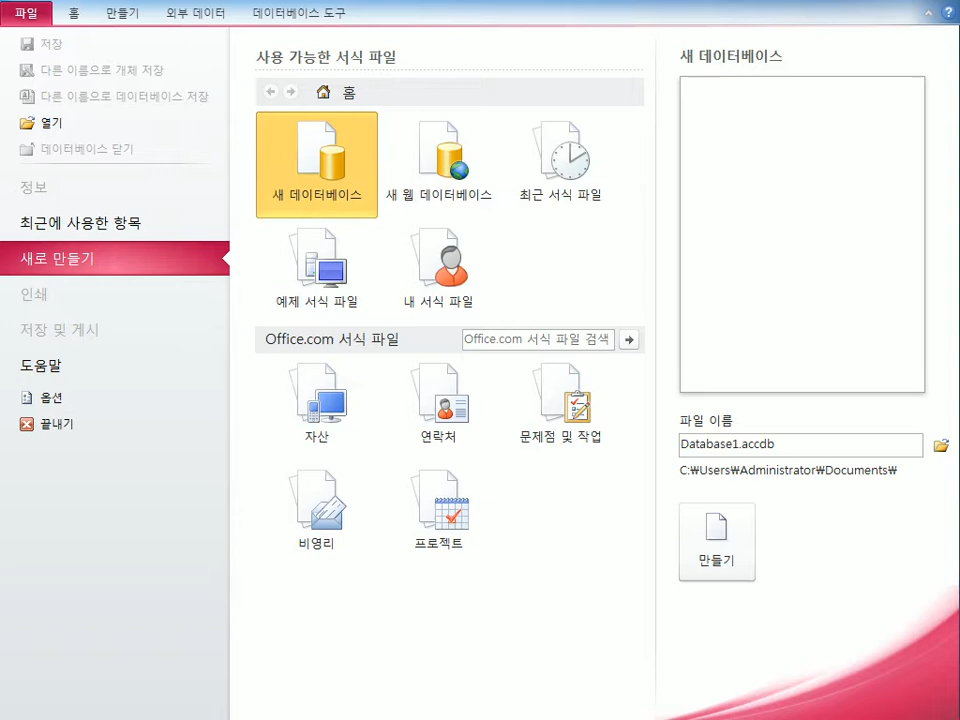 파일 홈 만들기 외부 데이터 데이터베이스 도구
저장
다른 이름으로 개체 저장
다른 이름으로 데이터베이스 저장
열기
데이터베이스 닫기
정보
최근에 사용한 항목
새로 만들기
인쇄
저장 및 게시
도움말
옵션
끝내기
사용 가능한 서식 파일
홈
새 데이터베이스 새 웹 데이터베이스 최근 서식 파일
예제 서식 파일 내 서식 파일
Office.com 서식 파일 Office.com 서식 파일 검색
자산 연락처 문제점 및 작업
비영리 프로젝트
새 데이터베이스
파일 이름
Database1.accdb
C:₩Users₩Administrator₩Documents₩
만들기